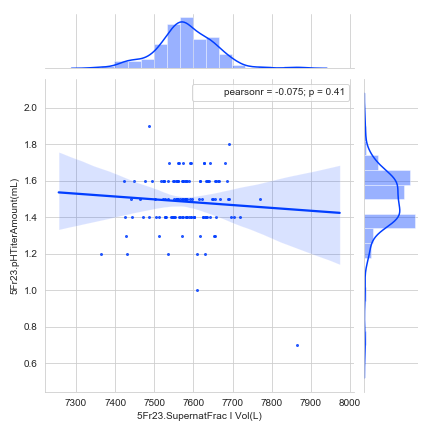 pearsonr = -0.075; p = 0.41
2.0
1.8
1.6
1.4
1.2
1.0
0.8
0.6
5Fr23.pHTiterAmount(mL)
7300 7400 7500 7600 7700 7800 7900 8000
5Fr23.SupernatFrac I Vol(L)